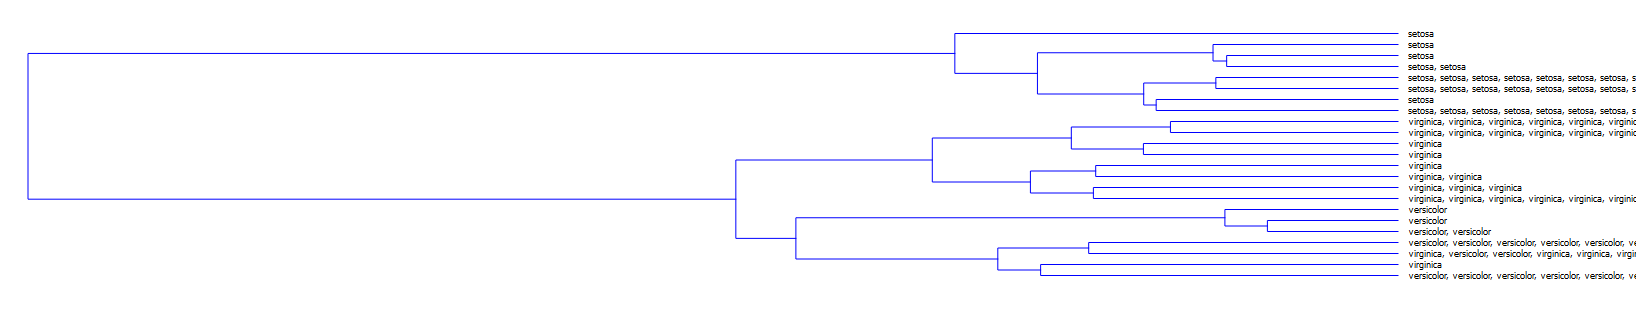 setosa
setosa
setosa
setosa, setosa
setosa, setosa, setosa, setosa, setosa, setosa, setosa, s
setosa, setosa, setosa, setosa, setosa, setosa, setosa, s
setosa
setosa, setosa, setosa, setosa, setosa, setosa, setosa, s
virginica, virginica, virginica, virginica, virginica, virginic
virginica, virginica, virginica, virginica, virginica, virginic
virginica
virginica
virginica
virginica, virginica
virginica, virginica, virginica
virginica, virginica, virginica, virginica, virginica, virginic
versicolor
versicolor
versicolor, versicolor
versicolor, versicolor, versicolor, versicolor, versicolor, ve
virginica, versicolor, versicolor, virginica, virginica, virgin
virginica
versicolor, versicolor, versicolor, versicolor, versicolor, ve